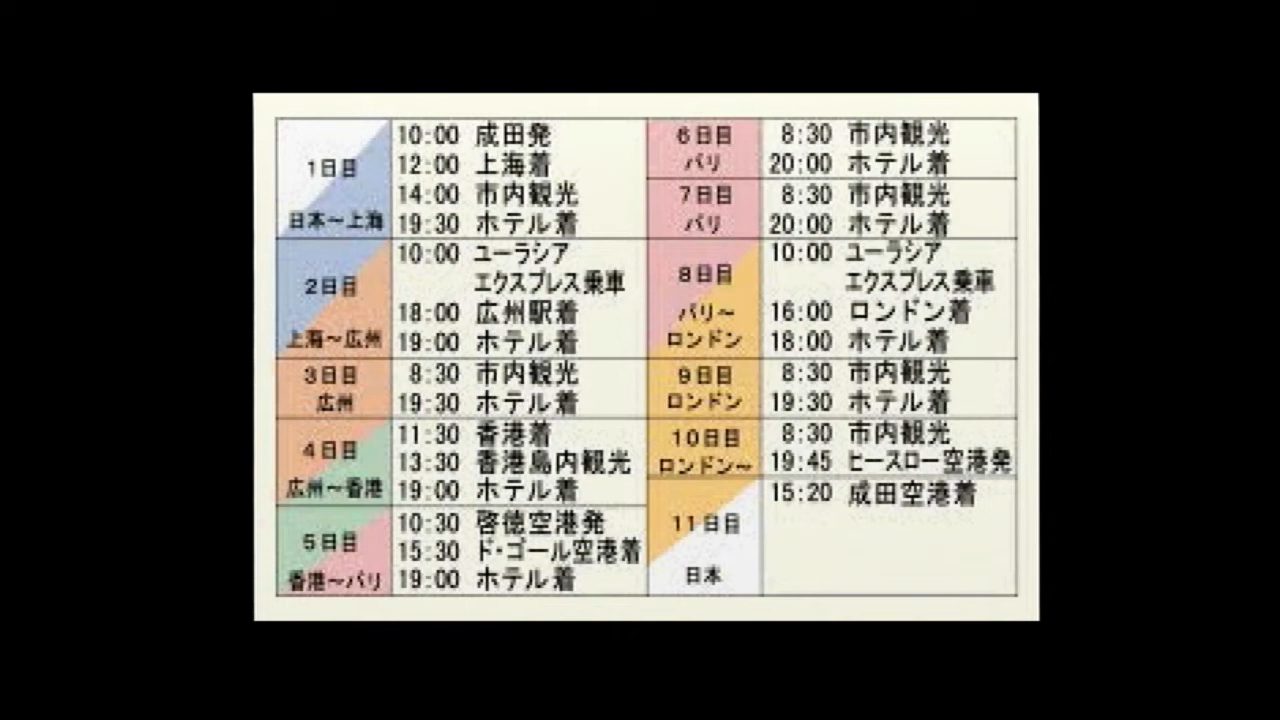 1日目
日本～上海
10:00 成田発
12:00 上海着
14:00 市内観光
19:30 ホテル着
2日目
上海～広州
10:00 ユーラシア
エクスプレス乗車
18:00 広州駅着
19:00 ホテル着
3日目
広州
8:30 市内観光
19:30 ホテル着
4日目
広州～香港
11:30 香港着
13:30 香港島内観光
19:00 ホテル着
5日目
香港～パリ
10:30 啓徳空港発
15:30 ド・ゴール空港着
19:00 ホテル着
6日目
パリ
8:30 市内観光
20:00 ホテル着
7日目
パリ
8:30 市内観光
20:00 ホテル着
8日目
パリ～
ロンドン
10:00 ユーラシア
エクスプレス乗車
16:00 ロンドン着
18:00 ホテル着
9日目
ロンドン
8:30 市内観光
19:30 ホテル着
10日目
ロンドン～
8:30 市内観光
19:45 ヒースロー空港発
11日目
日本
15:20 成田空港着